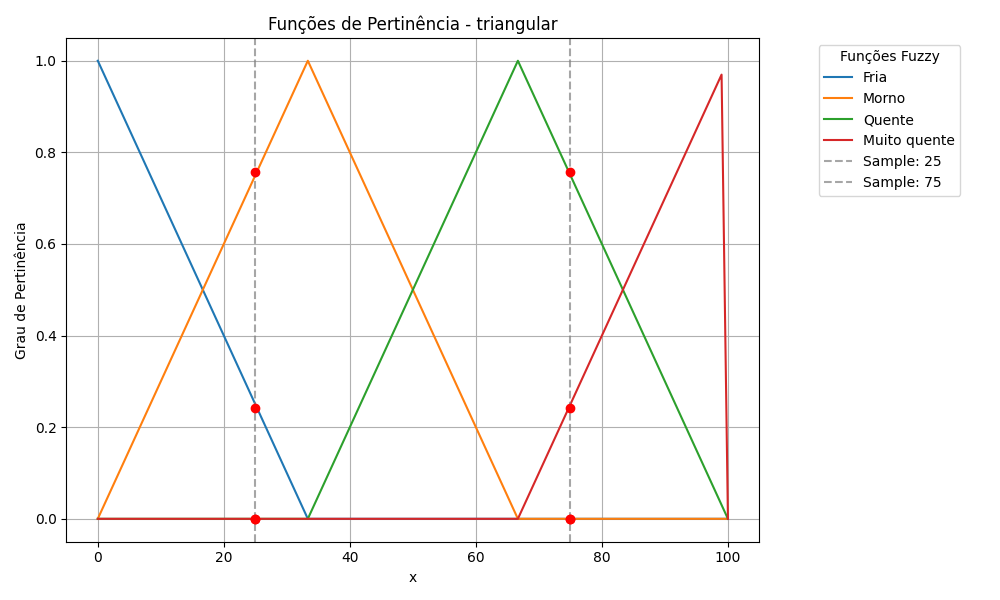 Funções de Pertinência - triangular
Grau de Pertinência
1.0
0.8
0.6
0.4
0.2
0.0
0
20
40
60
80
100
x
Funções Fuzzy
Fria
Morno
Quente
Muito quente
Sample: 25
Sample: 75